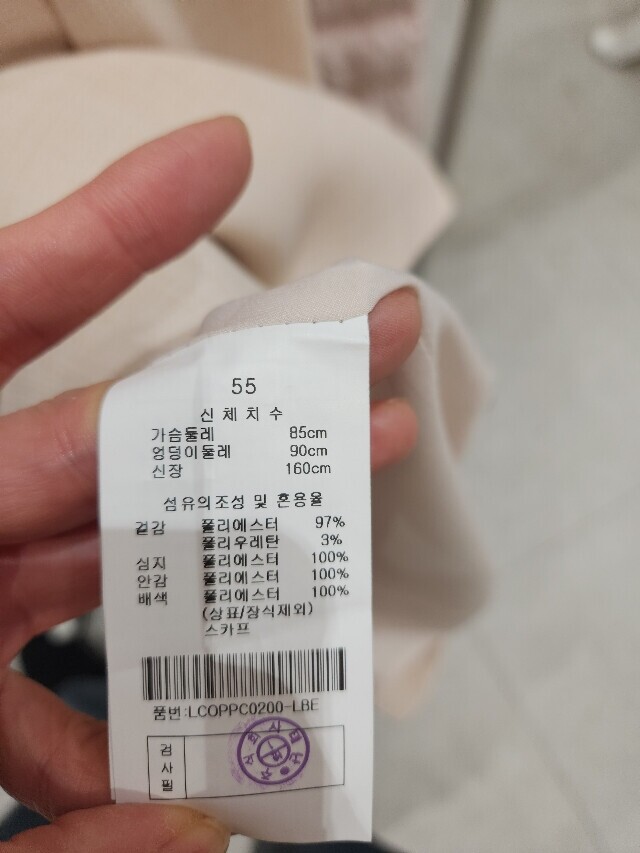 55
신체치수
가슴둘레 85cm
엉덩이둘레 90cm
신장 160cm
섬유의조성 및 혼용율
겉감 폴리에스터 97%
폴리우레탄 3%
심지 폴리에스터 100%
안감 폴리에스터 100%
배색 폴리에스터 100%
(상표/장식제외)
스카프
품번:LCOPPC0200-LBE
검사필